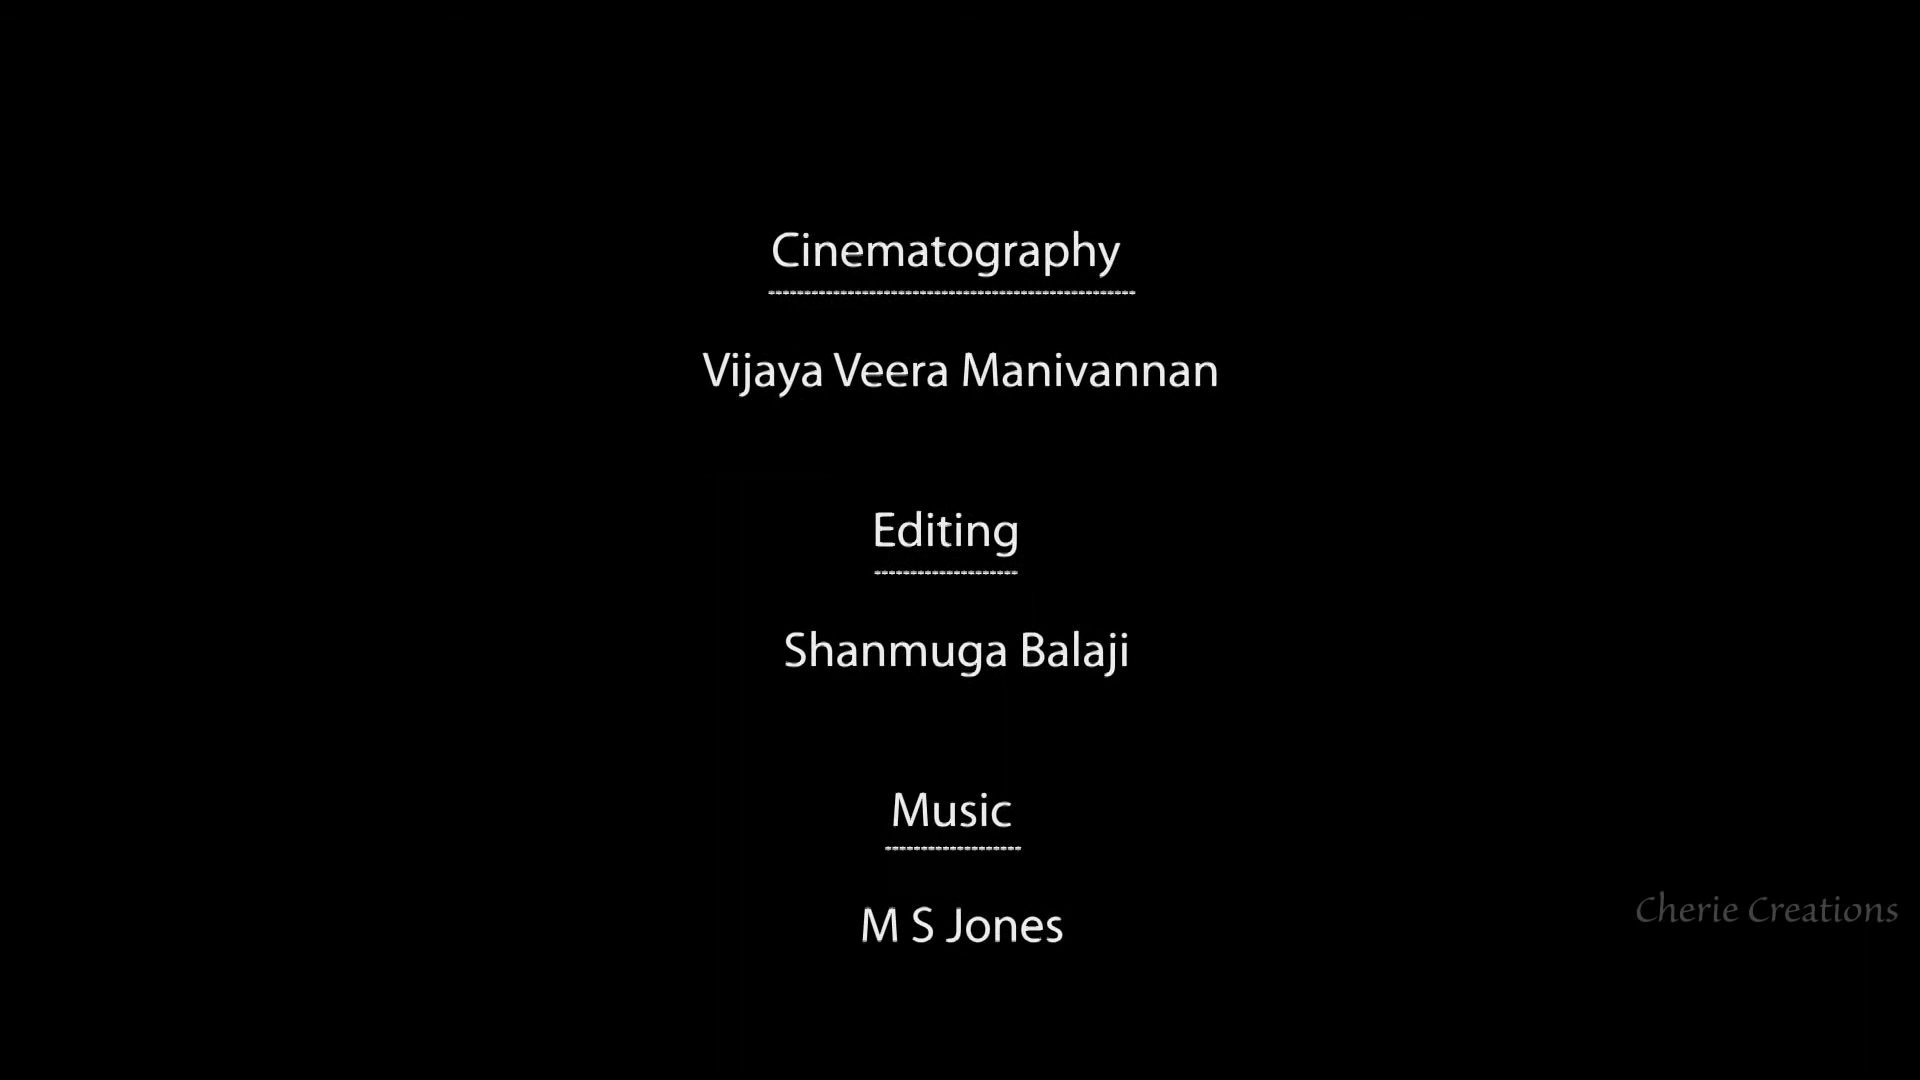 Cinematography
Vijaya Veera Manivannan
Editing
Shanmuga Balaji
Music
M S Jones
Cherie Creations